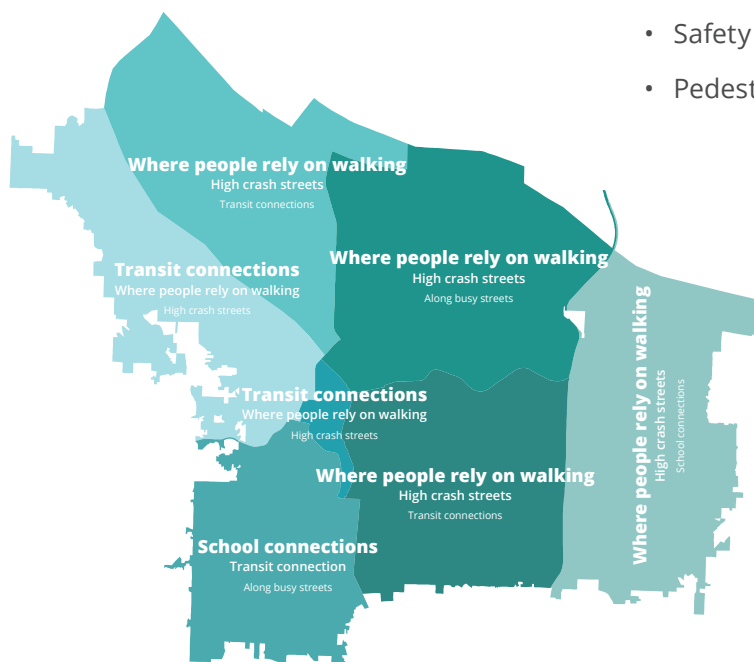 • Safety
• Pedest
Where people rely on walking
High crash streets
Transit connections
Where people rely on walking
High crash streets
Along busy streets
Transit connections
Where people rely on walking
High crash streets
Where people rely on walking
High crash streets
School connections
Transit connections
Where people rely on walking
High crash streets
Where people rely on walking
High crash streets
Transit connections
School connections
Transit connection
Along busy streets